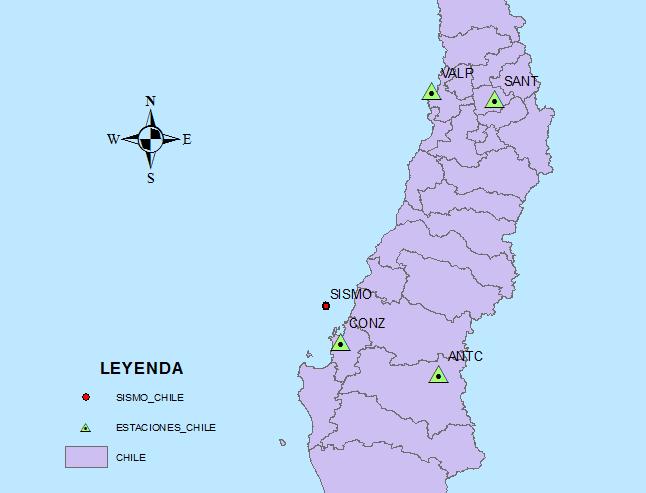 VALP
SANT
N
W E
S
SISMO
CONZ
ANTC
LEYENDA
SISMO_CHILE
ESTACIONES_CHILE
CHILE